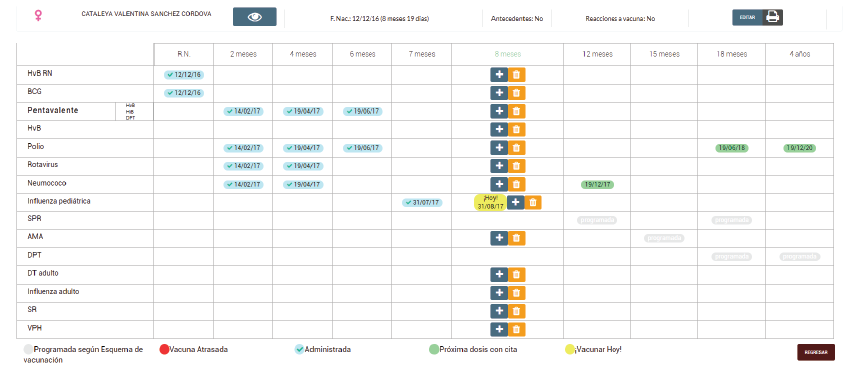 CATALEYA VALENTINA SANCHEZ CORDOVA
F. Nac.: 12/12/16 (8 meses 19 días)
Antecedentes: No
Reacciones a vacuna: No
EDITAR
R.N. 2 meses 4 meses 6 meses 7 meses 8 meses 12 meses 15 meses 18 meses 4 años
HvB RN 12/12/16
BCG 12/12/16
Pentavalente HvB HiB DPT 14/02/17 19/04/17 19/06/17
HvB
Polio 14/02/17 19/04/17 19/06/17 19/06/18 19/12/20
Rotavirus 14/02/17 19/04/17
Neumococo 14/02/17 19/04/17 19/12/17
Influenza pediátrica 31/07/17 ¡Hoy! 31/08/17
SPR programada programada
AMA programada
DPT programada programada
DT adulto
Influenza adulto
SR
VPH
Programada según Esquema de vacunación
Vacuna Atrasada
Administrada
Próxima dosis con cita
¡Vacunar Hoy!
REGRESAR